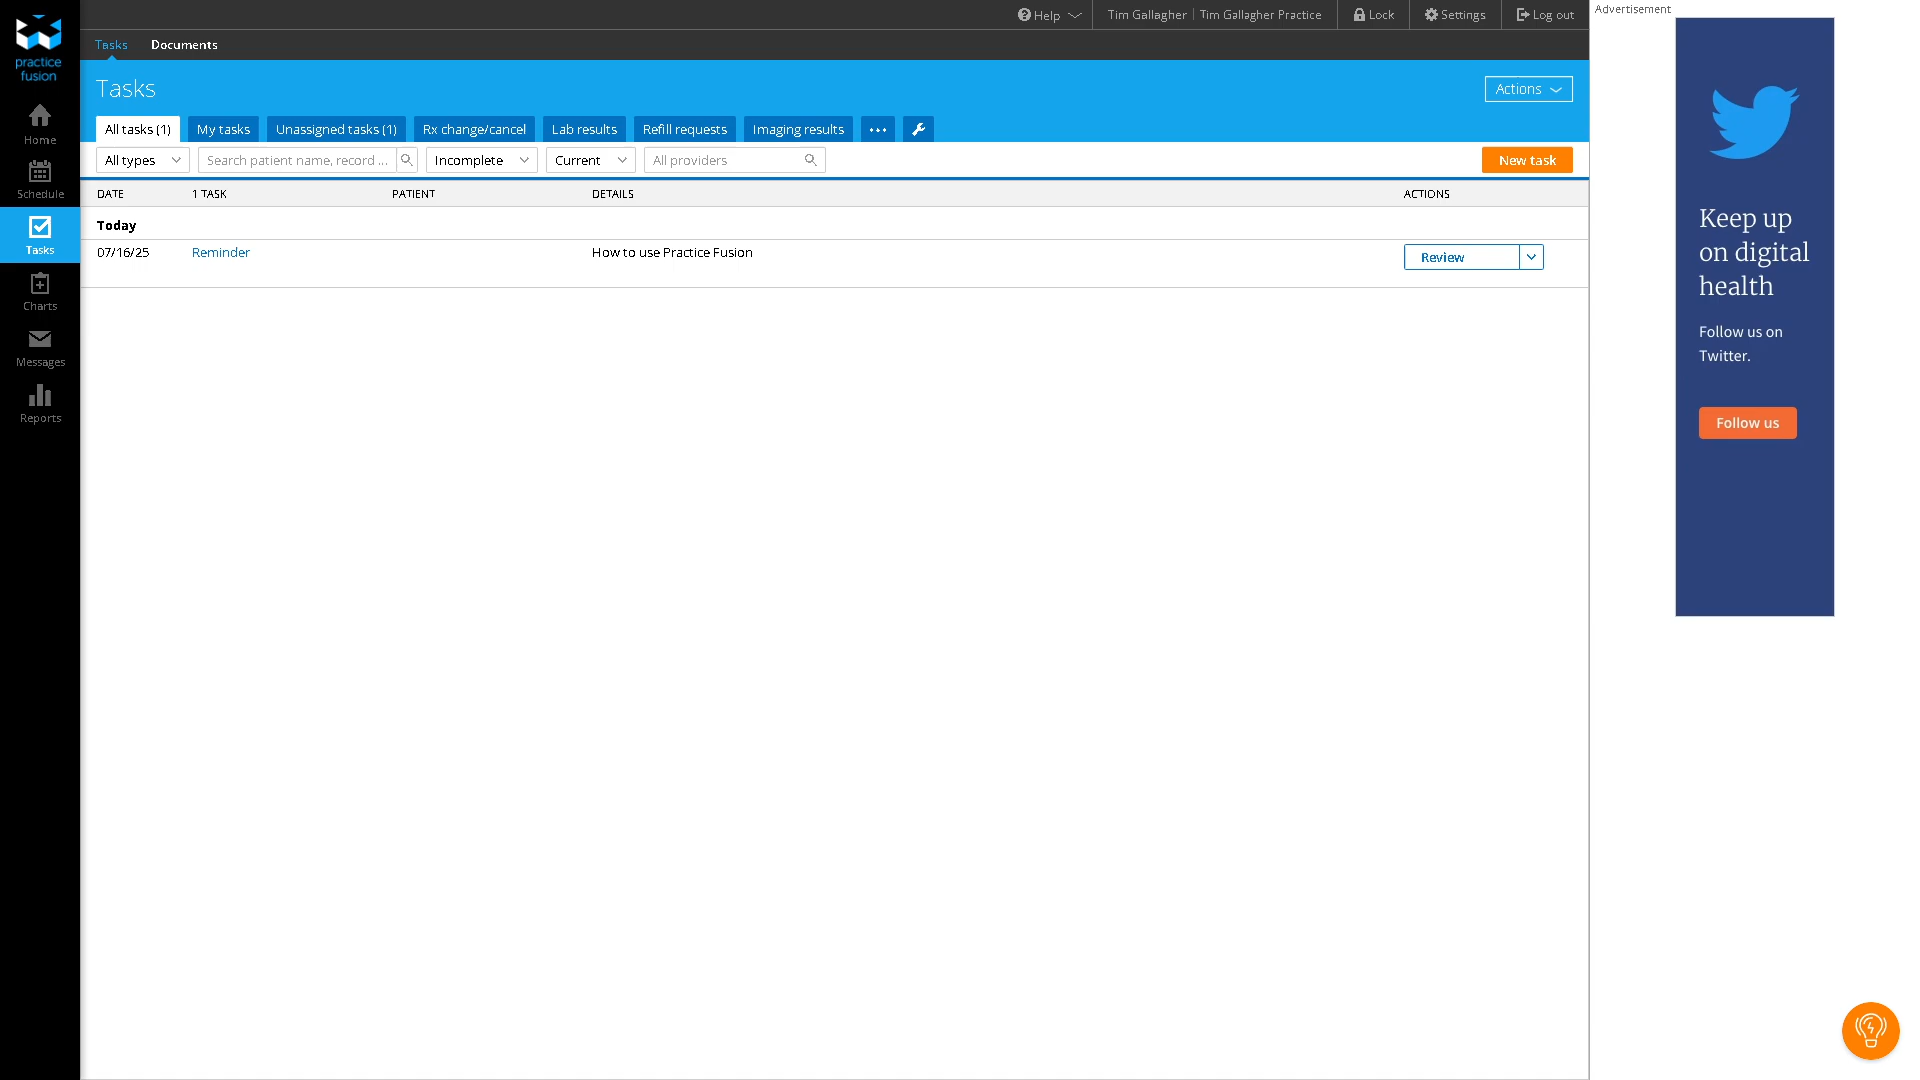 practice
fusion
Home
Schedule
Tasks
Charts
Messages
Reports
Help
Tim Gallagher | Tim Gallagher Practice
Lock
Settings
Log out
Tasks
Documents
Tasks
Actions
All tasks (1)
My tasks
Unassigned tasks (1)
Rx change/cancel
Lab results
Refill requests
Imaging results
All types
Search patient name, record ...
Incomplete
Current
All providers
New task
DATE
1 TASK
PATIENT
DETAILS
ACTIONS
Today
07/16/25
Reminder
How to use Practice Fusion
Review
Advertisement
Keep up
on digital
health
Follow us on
Twitter.
Follow us